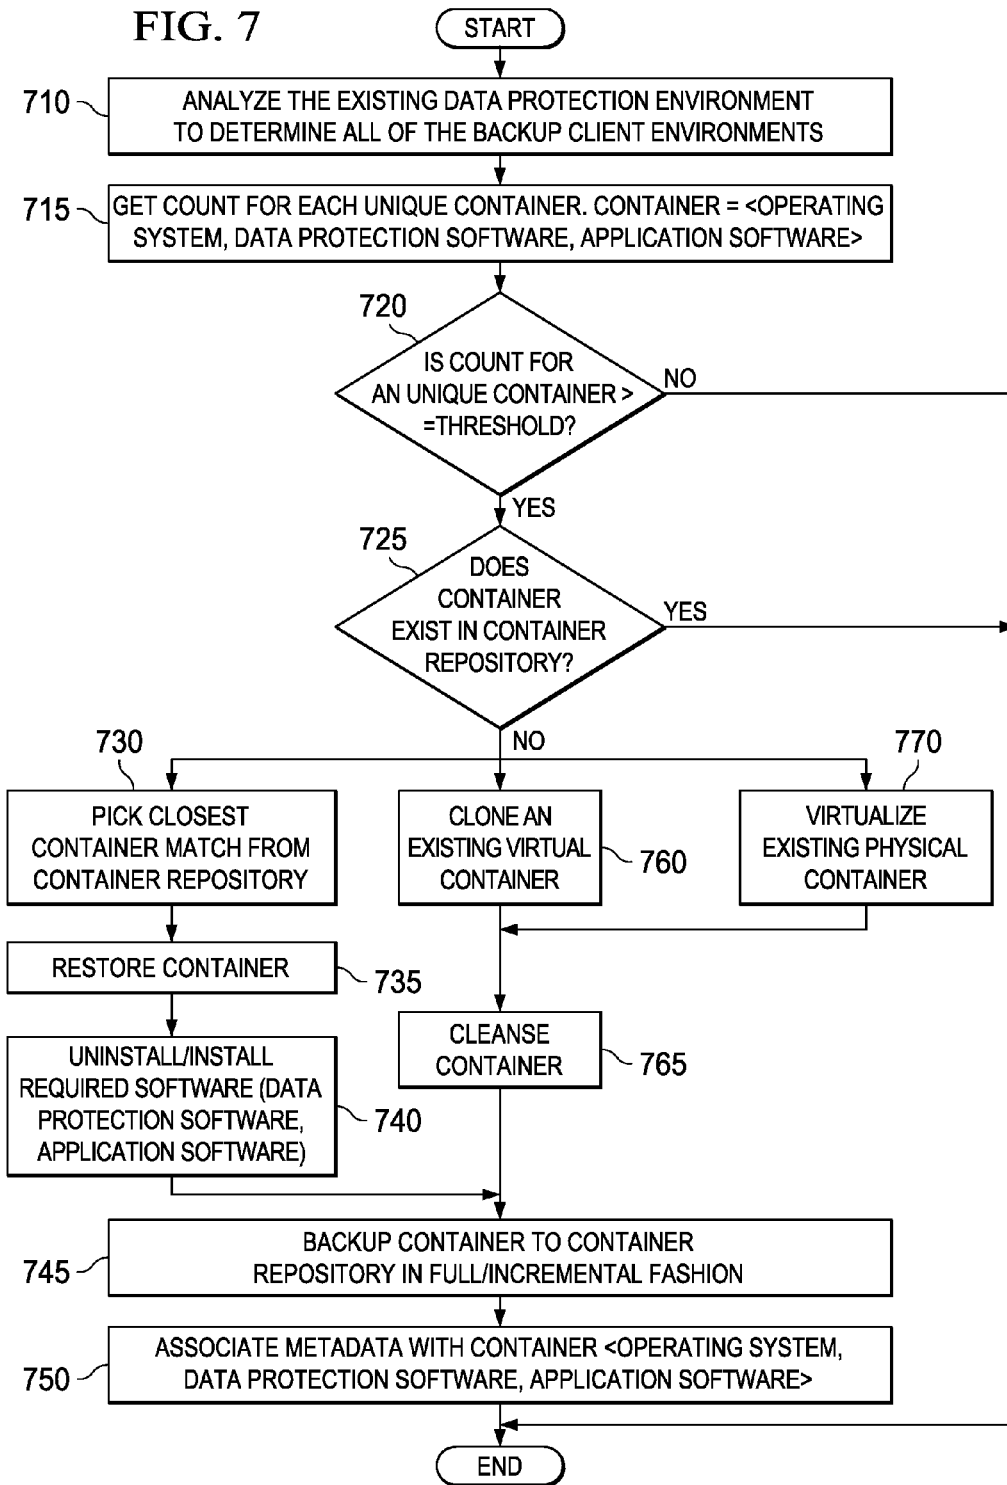 FIG. 7
START
710
ANALYZE THE EXISTING DATA PROTECTION ENVIRONMENT
TO DETERMINE ALL OF THE BACKUP CLIENT ENVIRONMENTS
715
GET COUNT FOR EACH UNIQUE CONTAINER. CONTAINER = <OPERATING
SYSTEM, DATA PROTECTION SOFTWARE, APPLICATION SOFTWARE>
720
IS COUNT FOR
AN UNIQUE CONTAINER >
=THRESHOLD?
NO
YES
725
DOES
CONTAINER
EXIST IN CONTAINER
REPOSITORY?
YES
NO
730
PICK CLOSEST
CONTAINER MATCH FROM
CONTAINER REPOSITORY
CLONE AN
EXISTING VIRTUAL
CONTAINER
760
770
VIRTUALIZE
EXISTING PHYSICAL
CONTAINER
RESTORE CONTAINER
735
UNINSTALL/INSTALL
REQUIRED SOFTWARE (DATA
PROTECTION SOFTWARE,
APPLICATION SOFTWARE)
740
CLEANSE
CONTAINER
765
745
BACKUP CONTAINER TO CONTAINER
REPOSITORY IN FULL/INCREMENTAL FASHION
750
ASSOCIATE METADATA WITH CONTAINER <OPERATING SYSTEM,
DATA PROTECTION SOFTWARE, APPLICATION SOFTWARE>
END